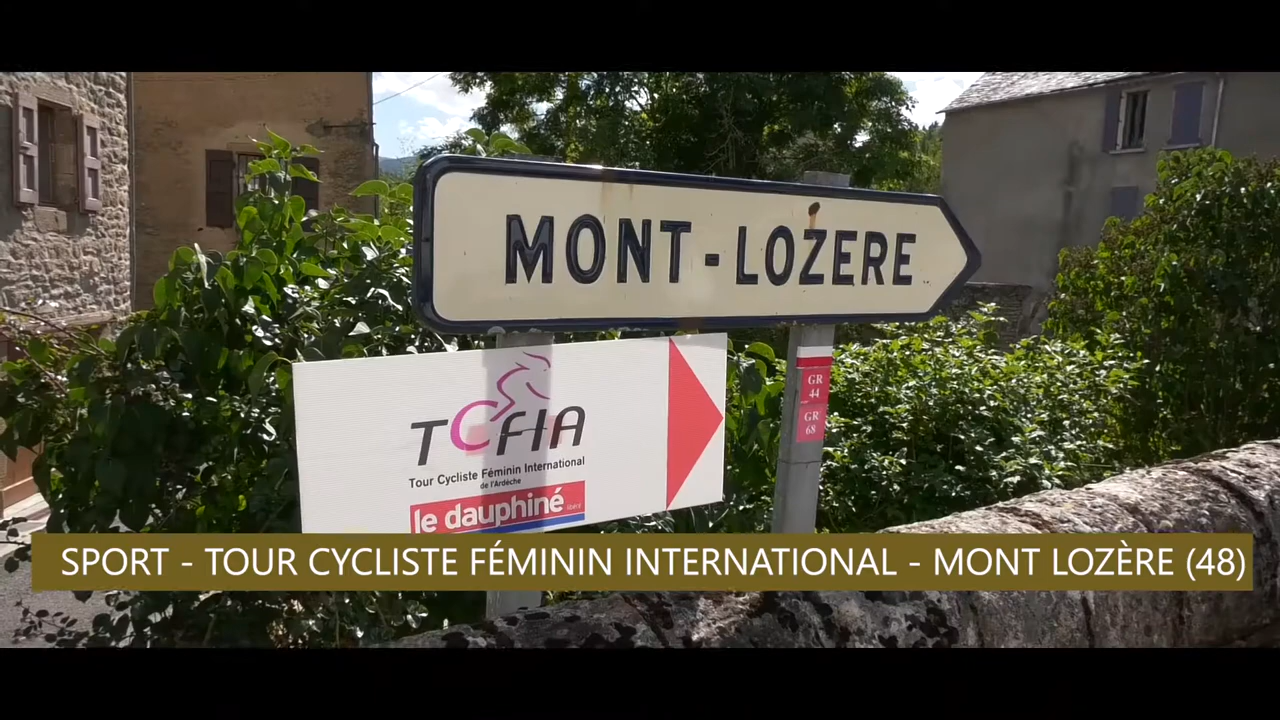 MONT-LOZERE
GR
44
GR
68
TCFIA
Tour Cycliste Féminin International
de l'Ardèche
le dauphiné
SPORT - TOUR CYCLISTE FÉMININ INTERNATIONAL - MONT LOZÈRE (48)